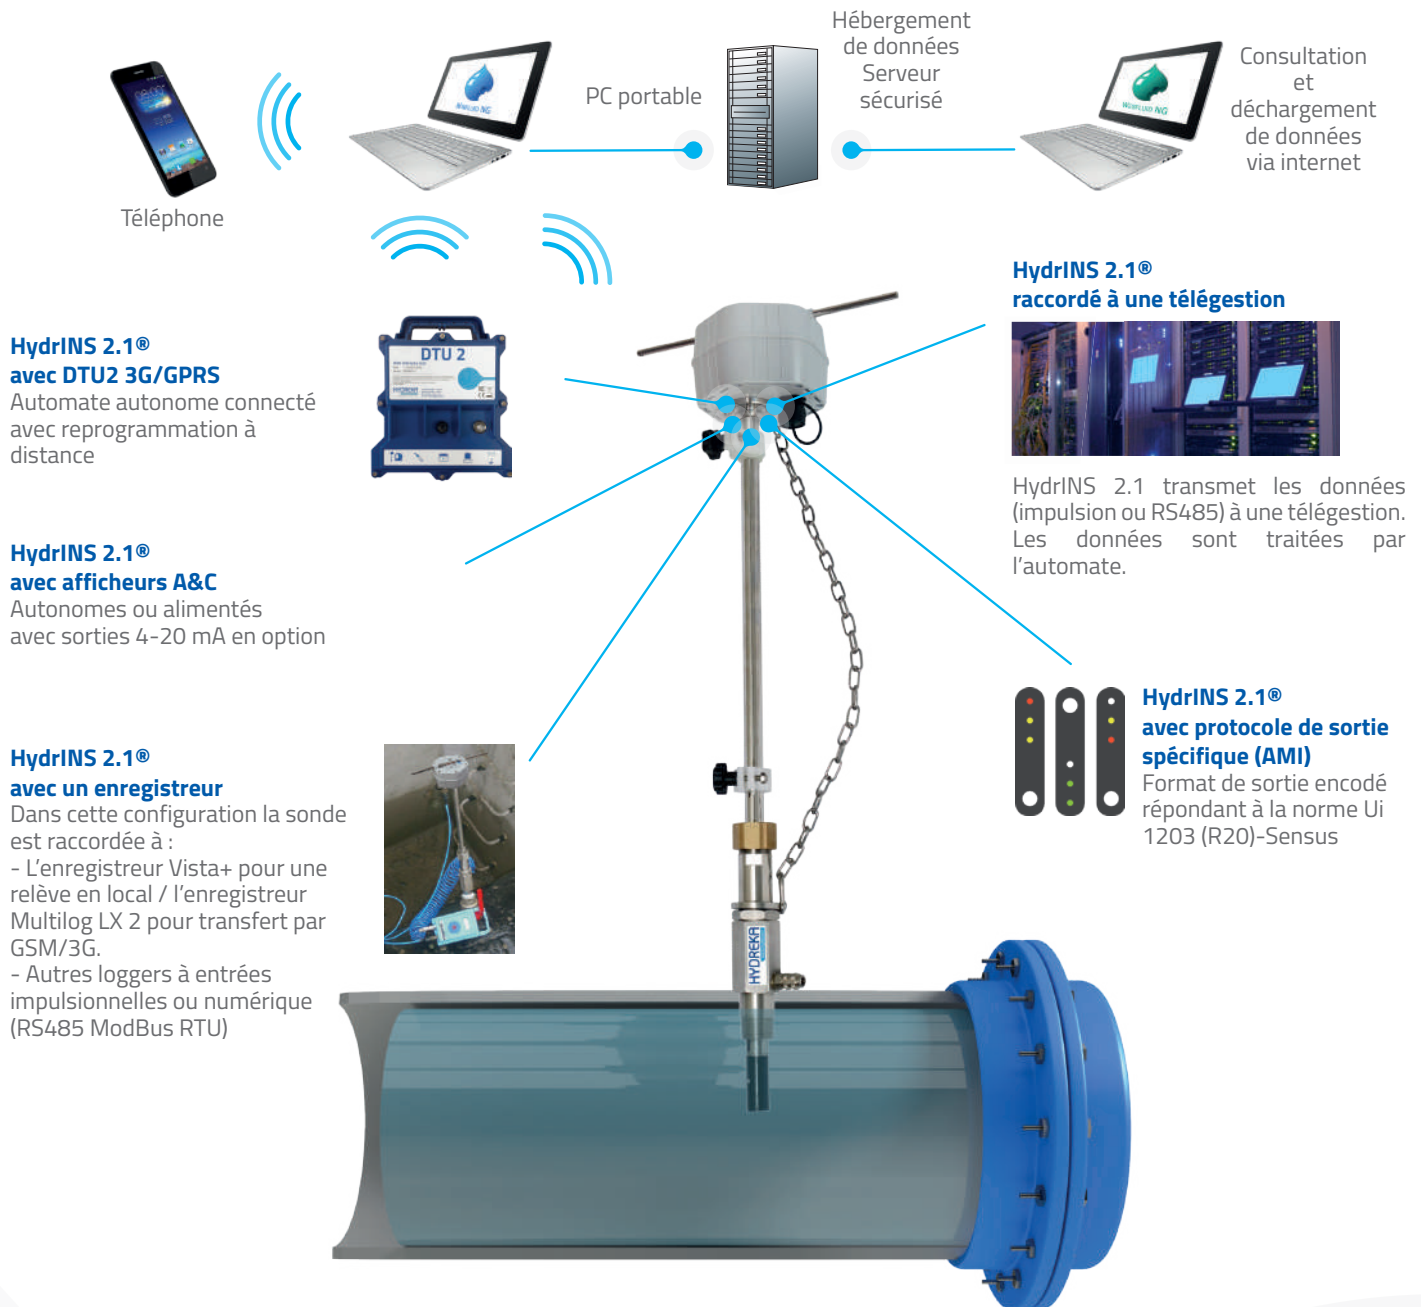 Hébergement
de données
Serveur
sécurisé
PC portable
Consultation
et
déchargement
de données
via internet
Téléphone
HydrINS 2.1®
avec DTU2 3G/GPRS
Automate autonome connecté
avec reprogrammation à
distance
DTU 2
HydrINS 2.1®
raccordé à une télégestion
HydrINS 2.1 transmet les données
(impulsion ou RS485) à une télégestion.
Les données sont traitées par
l'automate.
HydrINS 2.1®
avec afficheurs A&C
Autonomes ou alimentés
avec sorties 4-20 mA en option
HydrINS 2.1®
avec protocole de sortie
spécifique (AMI)
Format de sortie encodé
répondant à la norme Ui
1203 (R20)-Sensus
HydrINS 2.1®
avec un enregistreur
Dans cette configuration la sonde
est raccordée à :
- L'enregistreur Vista+ pour une
relève en local / l'enregistreur
Multilog LX 2 pour transfert par
GSM/3G.
- Autres loggers à entrées
impulsionnelles ou numérique
(RS485 ModBus RTU)
HYDREKA